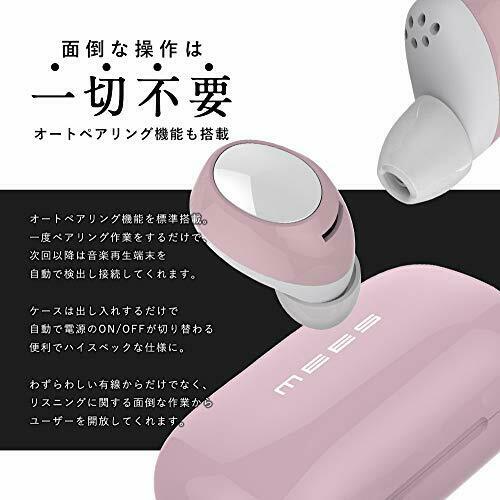 面倒な操作は
一切不要
オートペアリング機能も搭載
オートペアリング機能を標準搭載。
一度ペアリング作業をするだけで、
次回以降は音楽再生端末を
自動で検出し接続してくれます。
ケースは出し入れするだけで
自動で電源のON/OFFが切り替わる
便利でハイスペックな仕様に。
わずらわしい有線からだけでなく、
リスニングに関する面倒な作業から
ユーザーを開放してくれます。
MEES